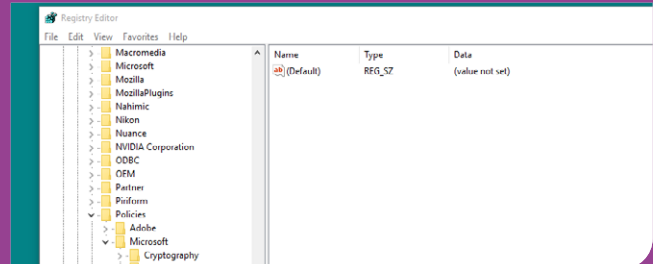 Registry Editor
File Edit View Favorites Help
Macromedia
Microsoft
Mozilla
MozillaPlugins
Nahimic
Nikon
Nuance
NVIDIA Corporation
ODBC
OEM
Partner
Piriform
Policies
Adobe
Microsoft
Cryptography
Name Type Data
ab (Default) REG_SZ (value not set)